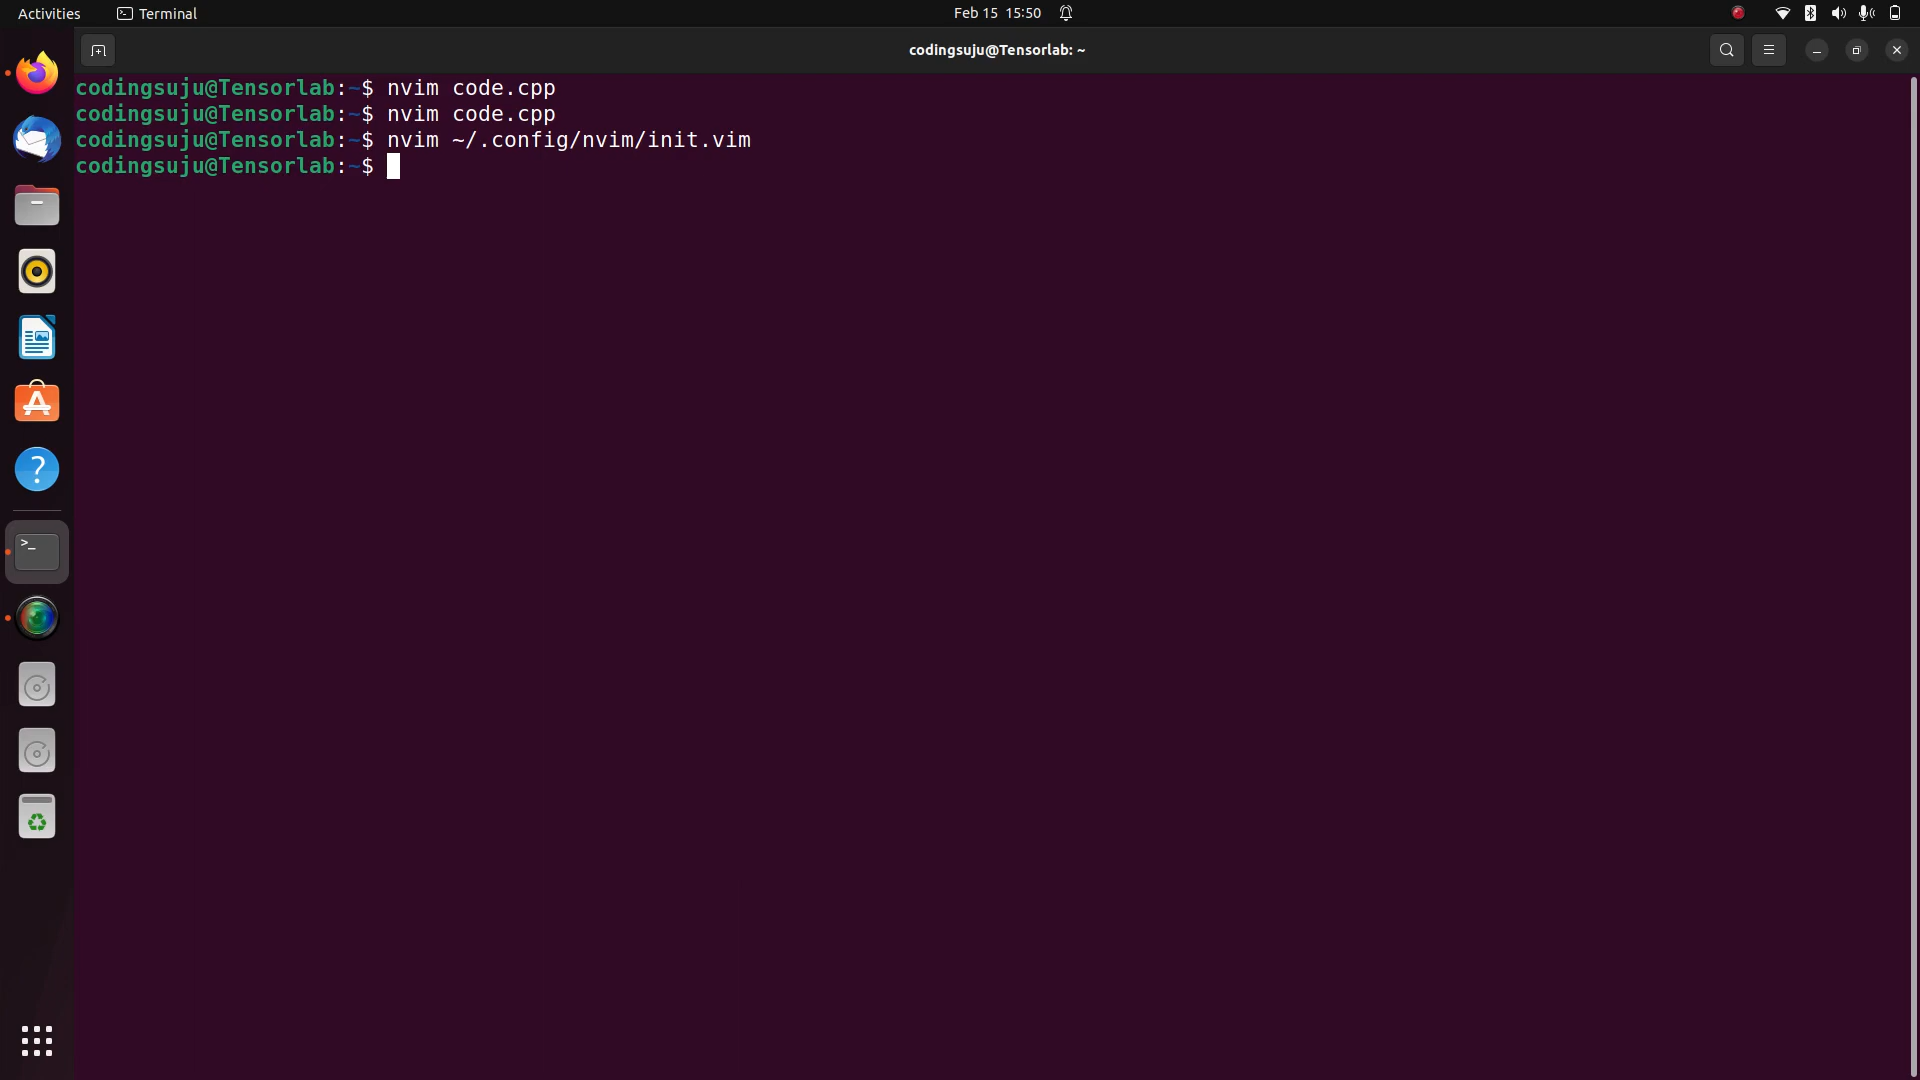 Activities Terminal Feb 15 15:50
codingsuju@Tensorlab: ~
codingsuju@Tensorlab:~$ nvim code.cpp
codingsuju@Tensorlab:~$ nvim code.cpp
codingsuju@Tensorlab:~$ nvim ~/.config/nvim/init.vim
codingsuju@Tensorlab:~$